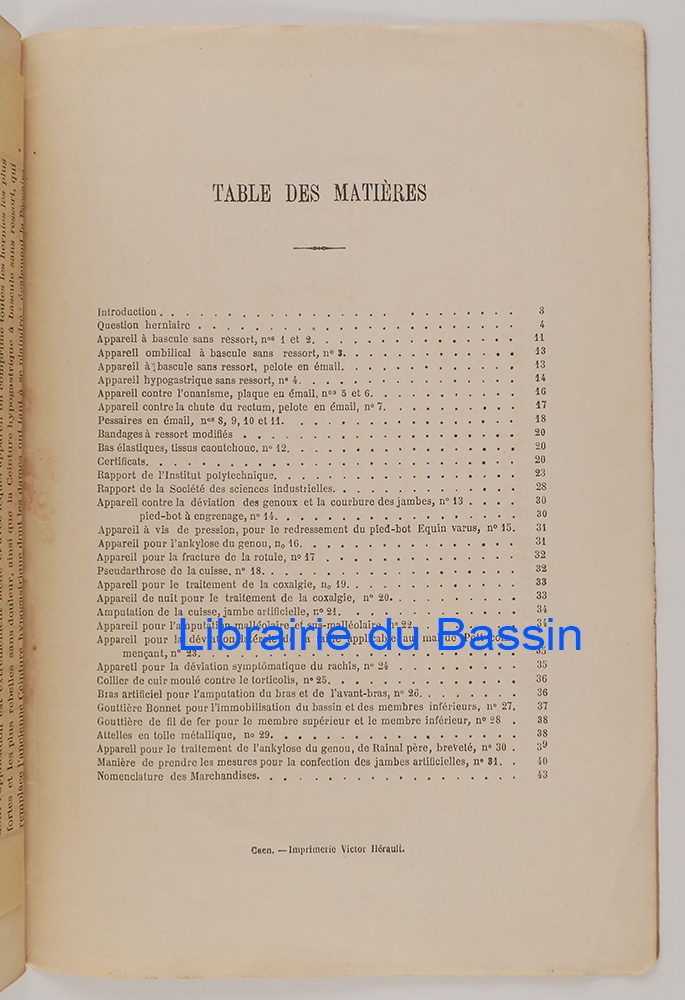 TABLE DES MATIÈRES
Introduction . . . . . . . . . . . . . . . . . . . . . . . . . 3
Question herniaire . . . . . . . . . . . . . . . . . . . . . . . 4
Appareil à bascule sans ressort, nos 1 et 2. . . . . . . . . . . . . . . 11
Appareil ombilical à bascule sans ressort, no 3. . . . . . . . . . . . . 13
Appareil à bascule sans ressort, pelote en émail. . . . . . . . . . . . . 13
Appareil hypogastrique sans ressort, no 4. . . . . . . . . . . . . . . . 14
Appareil contre l'onanisme, plaque en émail, nos 5 et 6. . . . . . . . . . 16
Appareil contre la chute du rectum, pelote en émail, no 7. . . . . . . . . 17
Pessaires en émail, nos 8, 9, 10 et 11. . . . . . . . . . . . . . . . . 18
Bandages à ressort modifiés . . . . . . . . . . . . . . . . . . . . 20
Bas élastiques, tissus caoutchouc. no 12. . . . . . . . . . . . . . . . . 20
Certificats. . . . . . . . . . . . . . . . . . . . . . . . . . . 20
Rapport de l'Institut polytechnique. . . . . . . . . . . . . . . . . . . 23
Rapport de la Société des sciences industrielles. . . . . . . . . . . . . . 28
Appareil contre la déviation des genoux et la courbure des jambes, no 13 . . . . 30
pied-bot à engrenage, no 14. . . . . . . . . . . . . . . . . . 30
Appareil à vis de pression, pour le redressement du pied-bot Equin varus, no 15. 31
Appareil pour l'ankylose du genou, no 16. . . . . . . . . . . . . . . . . 31
Appareil pour la fracture de la rotule, no 17 . . . . . . . . . . . . . . . 32
Pseudarthrose de la cuisse. no 18. . . . . . . . . . . . . . . . . . . . 32
Appareil pour le traitement de la coxalgie, no 19. . . . . . . . . . . . . 33
Appareil de nuit pour le traitement de la coxalgie, no 20. . . . . . . . . . 33
Amputation de la cuisse, jambe artificielle, no 21. . . . . . . . . . . . . 34
Appareil pour l'amputation malléolaire et sus-malléolaire, no 22 34
Appareil pour la déviation latérale de la taille applicable au mal de Pott com-
mençant, no 23. . . . . . . . . . . . . . . . . . . . . . . 35
Appareil pour la déviation symptômatique du rachis, no 24 . . . . . . . . . 35
Collier de cuir moulé contre le torticolis, no 25. . . . . . . . . . . . . . 36
Bras artificiel pour l'amputation du bras et de l'avant-bras, no 26. . . . . . . 36
Gouttière Bonnet pour l'immobilisation du bassin et des membres inférieurs, no 27. 37
Gouttière de fil de fer pour le membre supérieur et le membre inférieur, no 28 . 38
Attelles en toile métallique, no 29. . . . . . . . . . . . . . . . . . . 38
Appareil pour le traitement de l'ankylose du genou, de Rainal père, breveté, no 30 . 39
Manière de prendre les mesures pour la confection des jambes artificielles, no 31. . 40
Nomenclature des Marchandises. . . . . . . . . . . . . . . . . . . . 43
Caen. — Imprimerie Victor Hérault.
Librairie du Bassin